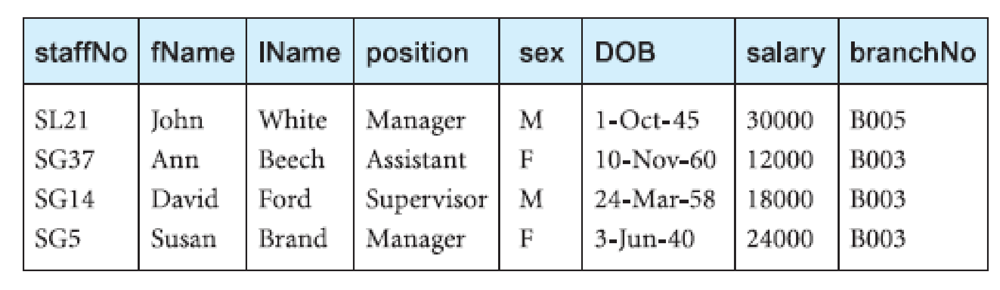 staffNo fName lName position sex DOB salary branchNo
SL21 John White Manager M 1-Oct-45 30000 B005
SG37 Ann Beech Assistant F 10-Nov-60 12000 B003
SG14 David Ford Supervisor M 24-Mar-58 18000 B003
SG5 Susan Brand Manager F 3-Jun-40 24000 B003